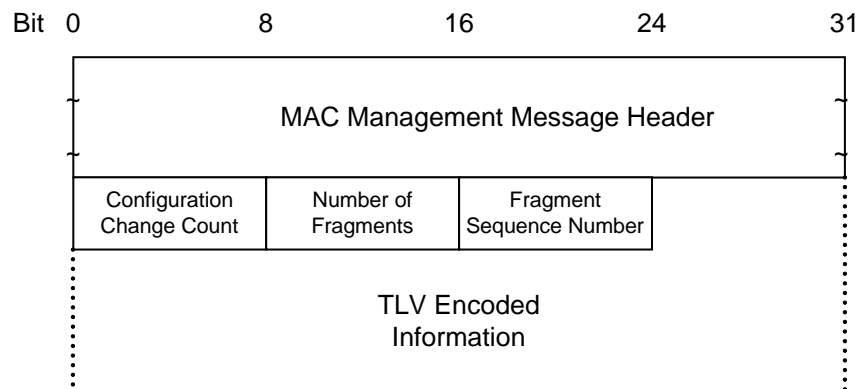 Bit 0 8 16 24 31
MAC Management Message Header
Configuration
Change Count
Number of
Fragments
Fragment
Sequence Number
TLV Encoded
Information